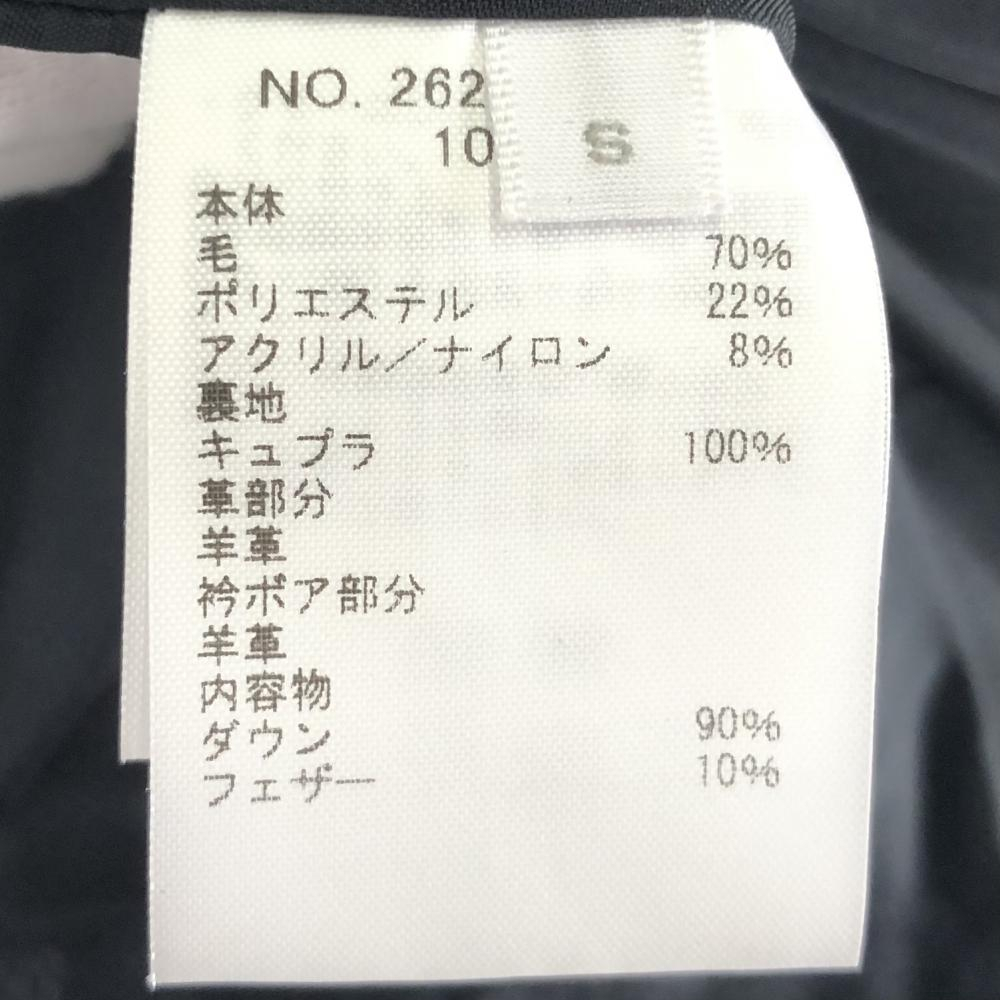 NO. 262
10
S
本体
毛 70%
ポリエステル 22%
アクリル／ナイロン 8%
裏地
キュプラ 100%
革部分
羊革
衿ボア部分
羊革
内容物
ダウン 90%
フェザー 10%